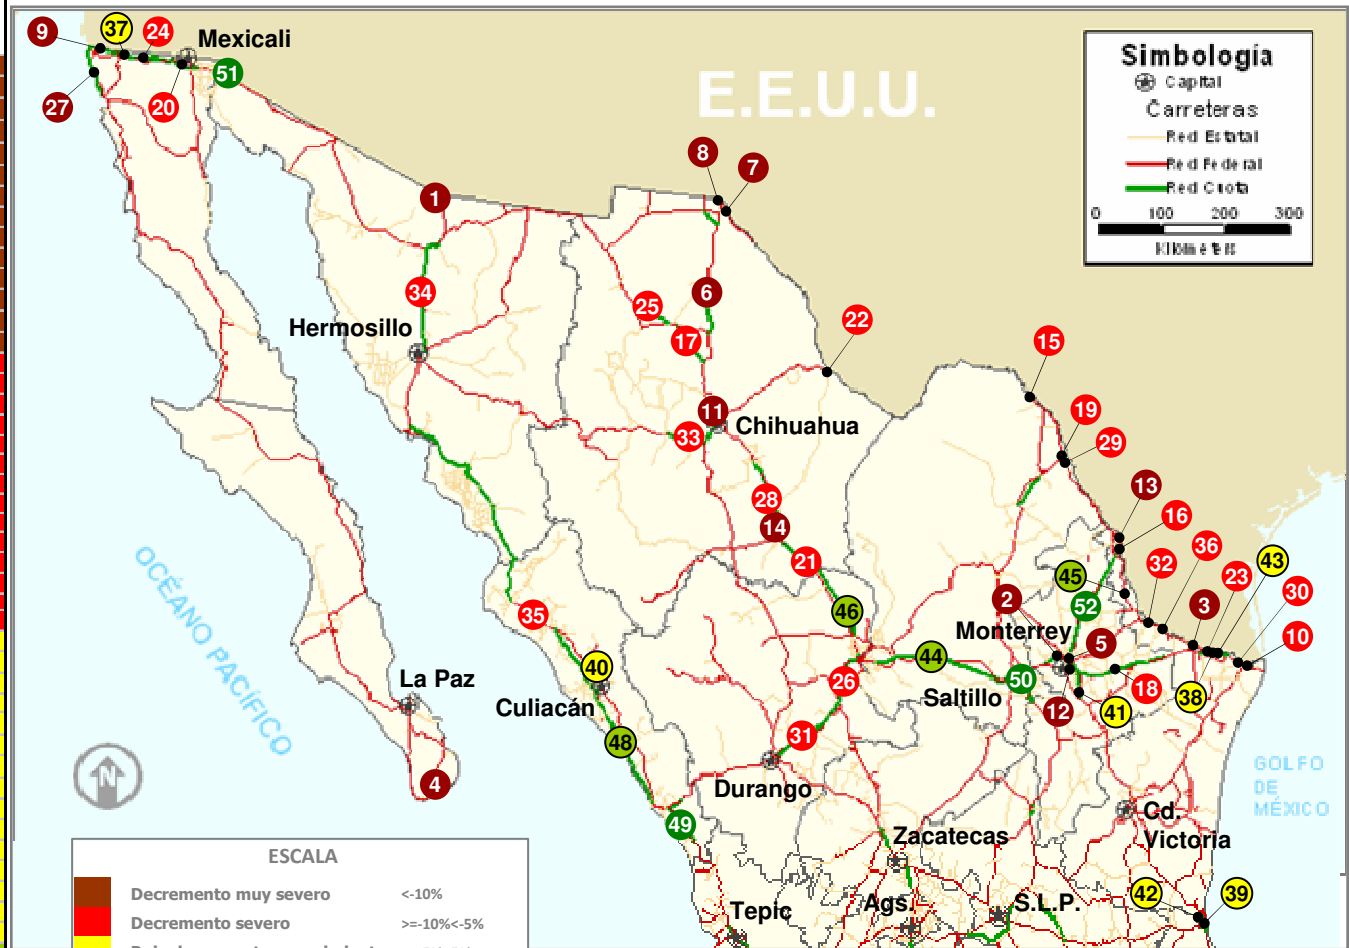 9
37
24
Mexicali
51
27
20
E.E.U.U.
Simbología
Capital
Carreteras
Red Estatal
Red Federal
Red Cuota
0 100 200 300
Kilometers
8
7
1
34
Hermosillo
25
6
17
22
15
11
Chihuahua
33
19
29
28
14
13
16
21
36
43
32
23
30
45
2
52
3
10
46
35
Monterrey
5
44
40
Culiacán
26
50
Saltillo
18
12
41
38
OCÉANO PACÍFICO
La Paz
4
48
31
Durango
49
N
GOLFO
DE
MÉXICO
Cd.
Victoria
Zacatecas
ESCALA
Decremento muy severo <-10%
Decremento severo >=-10%<-5%
Tepic
Ags.
S.L.P.
42
39